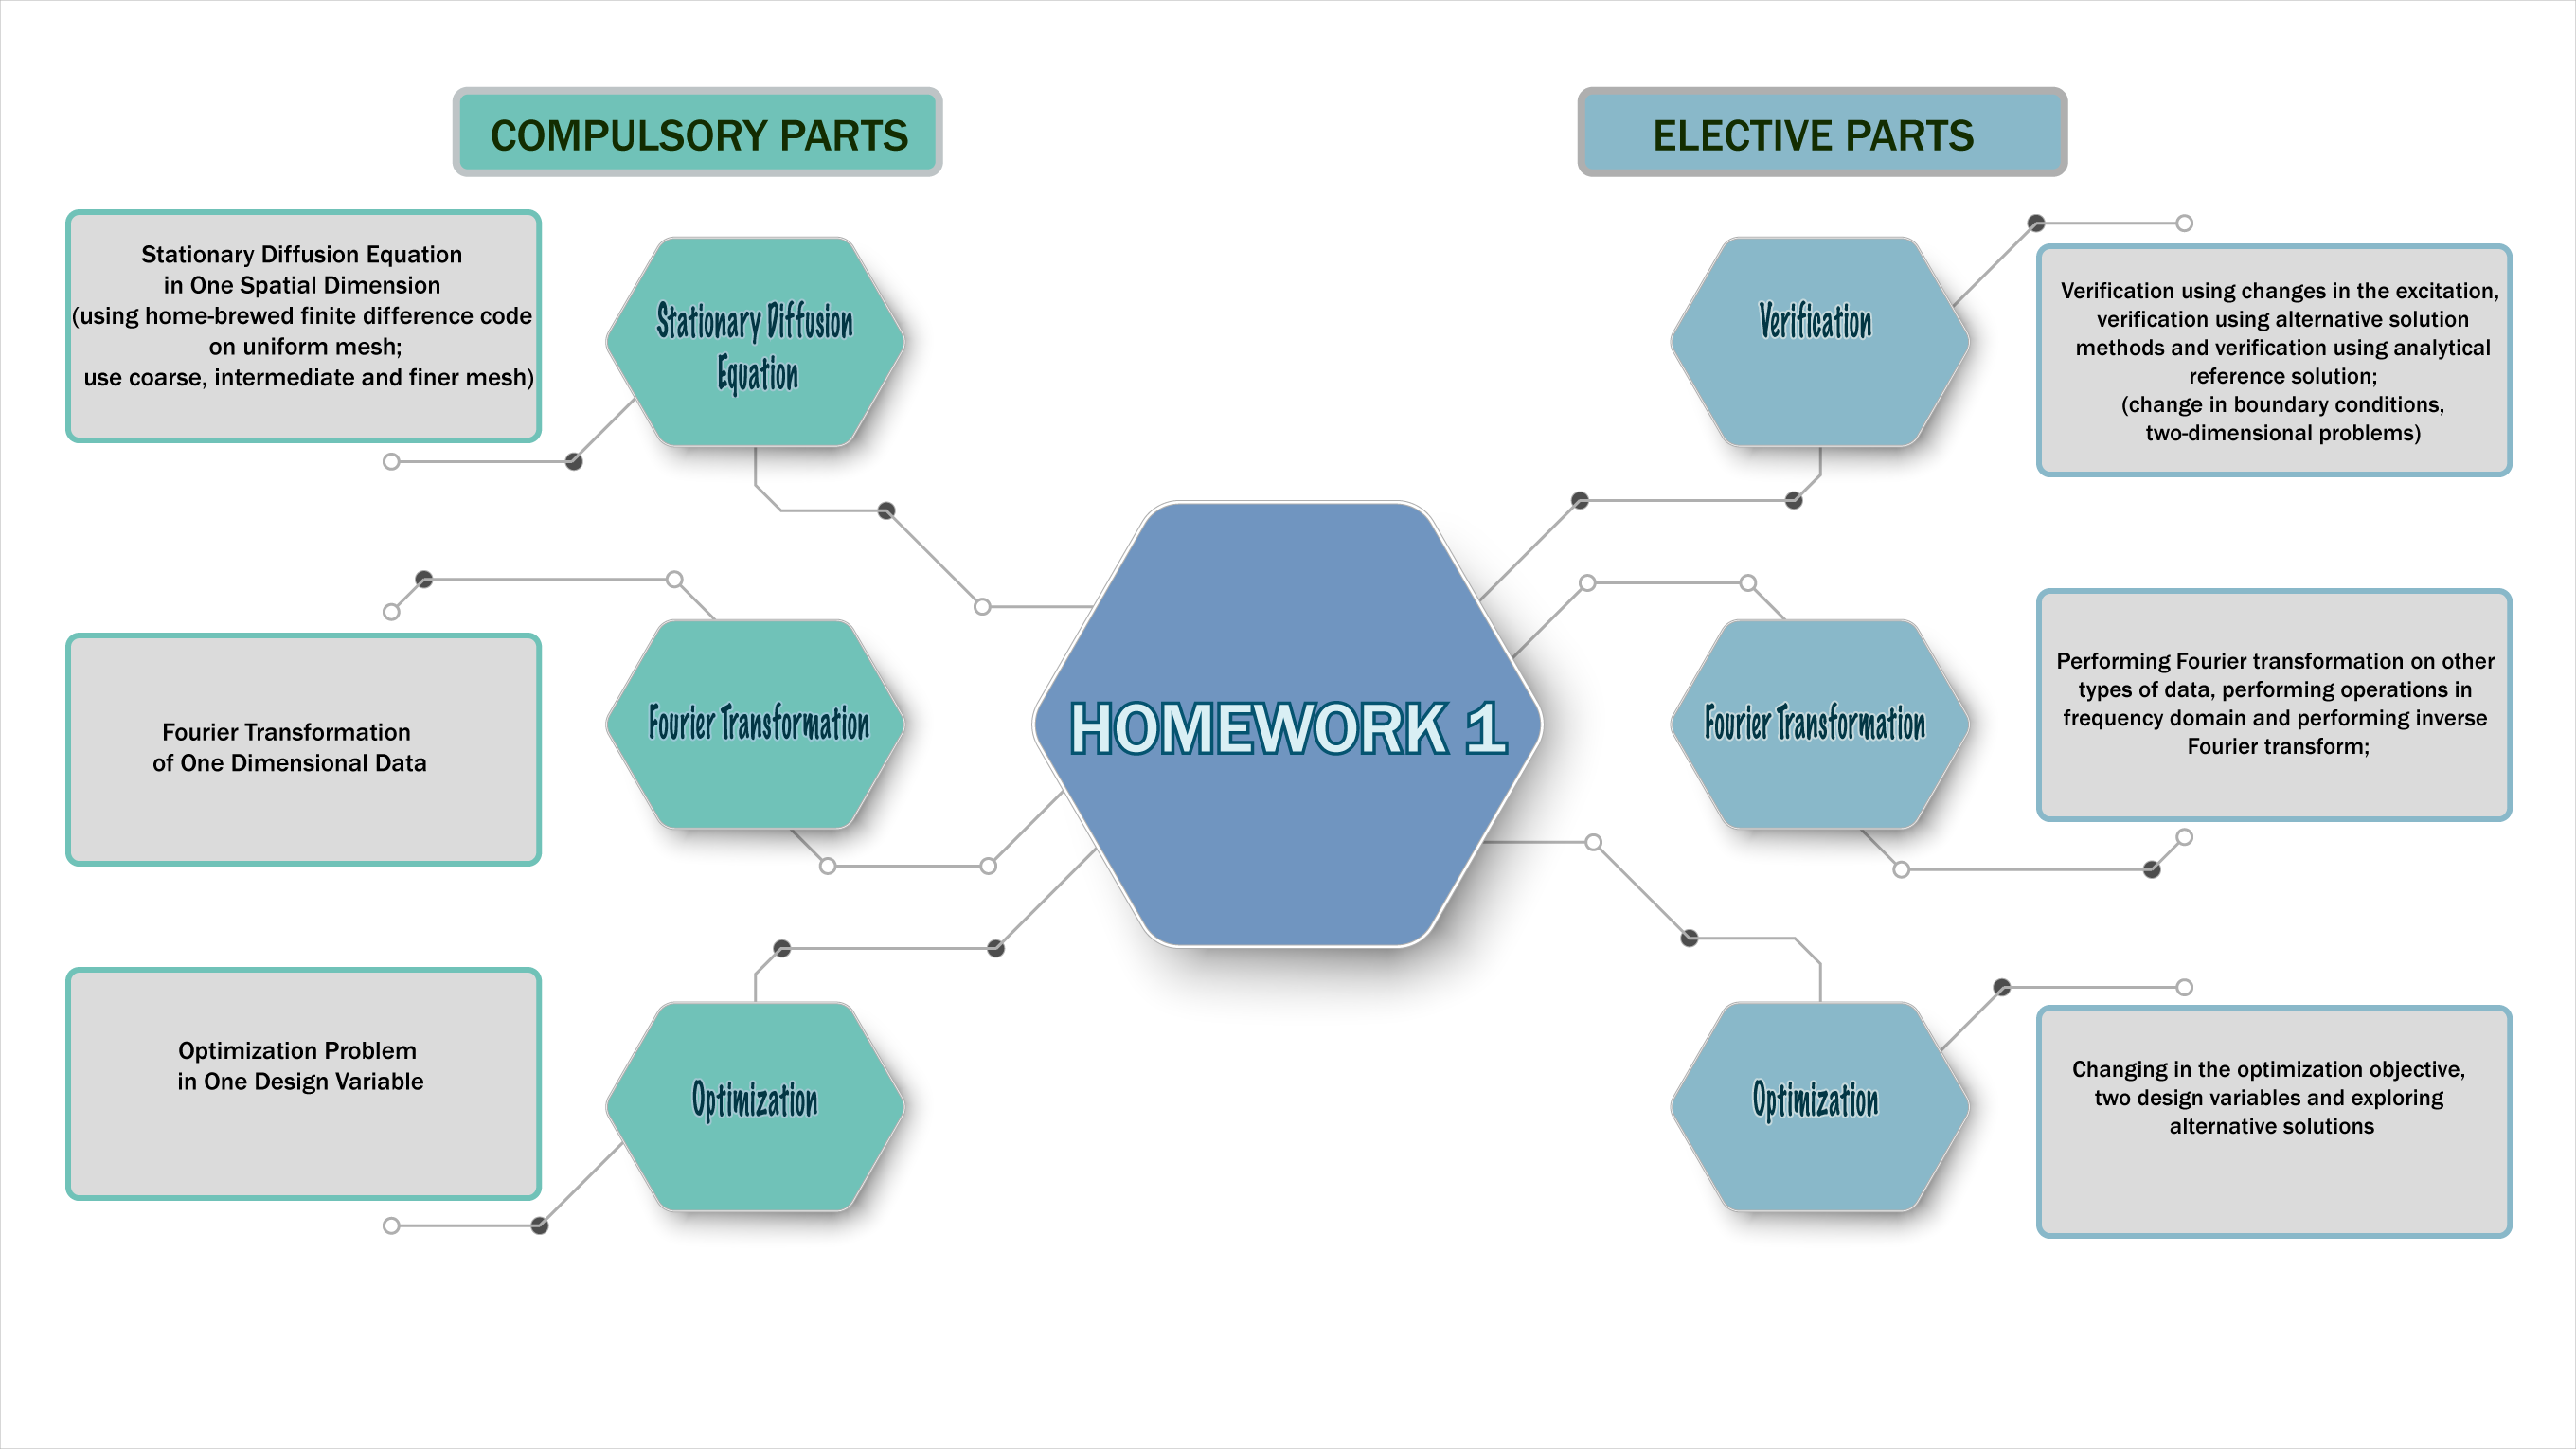 COMPULSORY PARTS
Stationary Diffusion Equation
in One Spatial Dimension
(using home-brewed finite difference code
on uniform mesh;
use coarse, intermediate and finer mesh)
Stationary Diffusion
Equation
Fourier Transformation
of One Dimensional Data
Fourier Transformation
Optimization Problem
in One Design Variable
Optimization
HOMEWORK 1
ELECTIVE PARTS
Verification
Verification using changes in the excitation,
verification using alternative solution
methods and verification using analytical
reference solution;
(change in boundary conditions,
two-dimensional problems)
Fourier Transformation
Performing Fourier transformation on other
types of data, performing operations in
frequency domain and performing inverse
Fourier transform;
Optimization
Changing in the optimization objective,
two design variables and exploring
alternative solutions